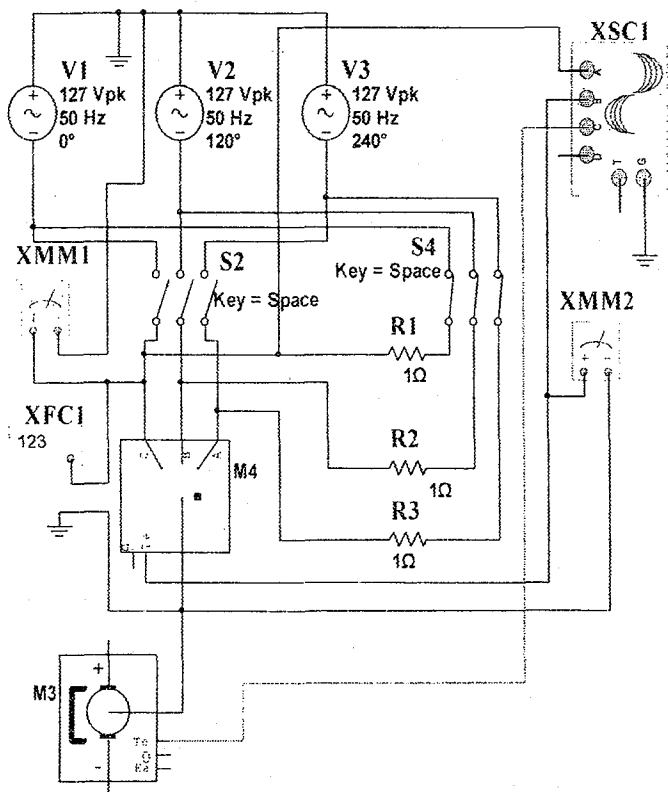 XSC1
V1
127 Vpk
50 Hz
0°
V2
127 Vpk
50 Hz
120°
V3
127 Vpk
50 Hz
240°
T
G
XMM1
S2
Key = Space
S4
Key = Space
XMM2
R1
1Ω
XFC1
123
C
B
A
M4
R2
1Ω
R3
1Ω
M3
+
-